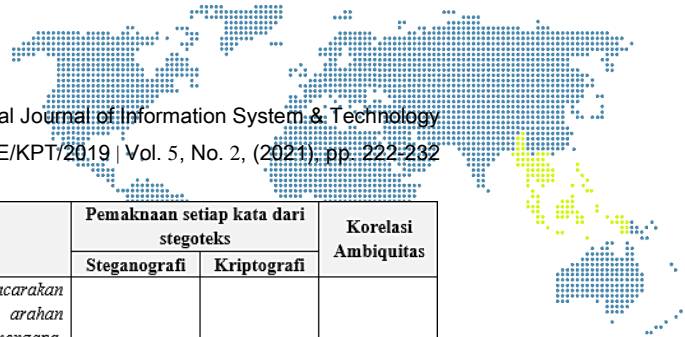 al Journal of Information System & Technology
E/KPT/2019 | Vol. 5, No. 2, (2021), pp. 222-232
Pemaknaan setiap kata dari
stegoteks
Korelasi
Ambiquitas
Steganografi Kriptografi
acarakan
arahan